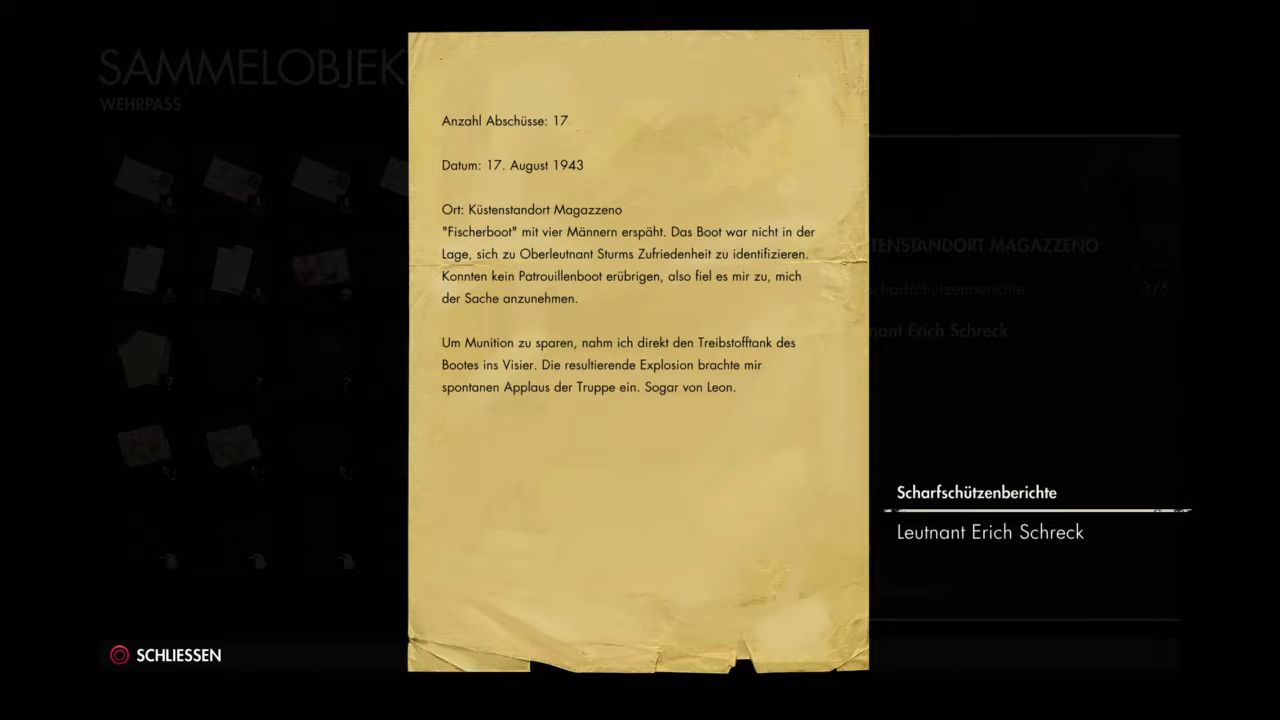 SAMMELOBJEK
WEHRPASS
Anzahl Abschüsse: 17
Datum: 17. August 1943
Ort: Küstenstandort Magazzeno
"Fischerboot" mit vier Männern erspäht. Das Boot war nicht in der
Lage, sich zu Oberleutnant Sturms Zufriedenheit zu identifizieren.
Konnten kein Patrouillenboot erübrigen, also fiel es mir zu, mich
der Sache anzunehmen.
Um Munition zu sparen, nahm ich direkt den Treibstofftank des
Bootes ins Visier. Die resultierende Explosion brachte mir
spontanen Applaus der Truppe ein. Sogar von Leon.
TENSTANDORT MAGAZZENO
charfschützenberichte
nant Erich Schreck
Scharfschützenberichte
Leutnant Erich Schreck
SCHLIESSEN